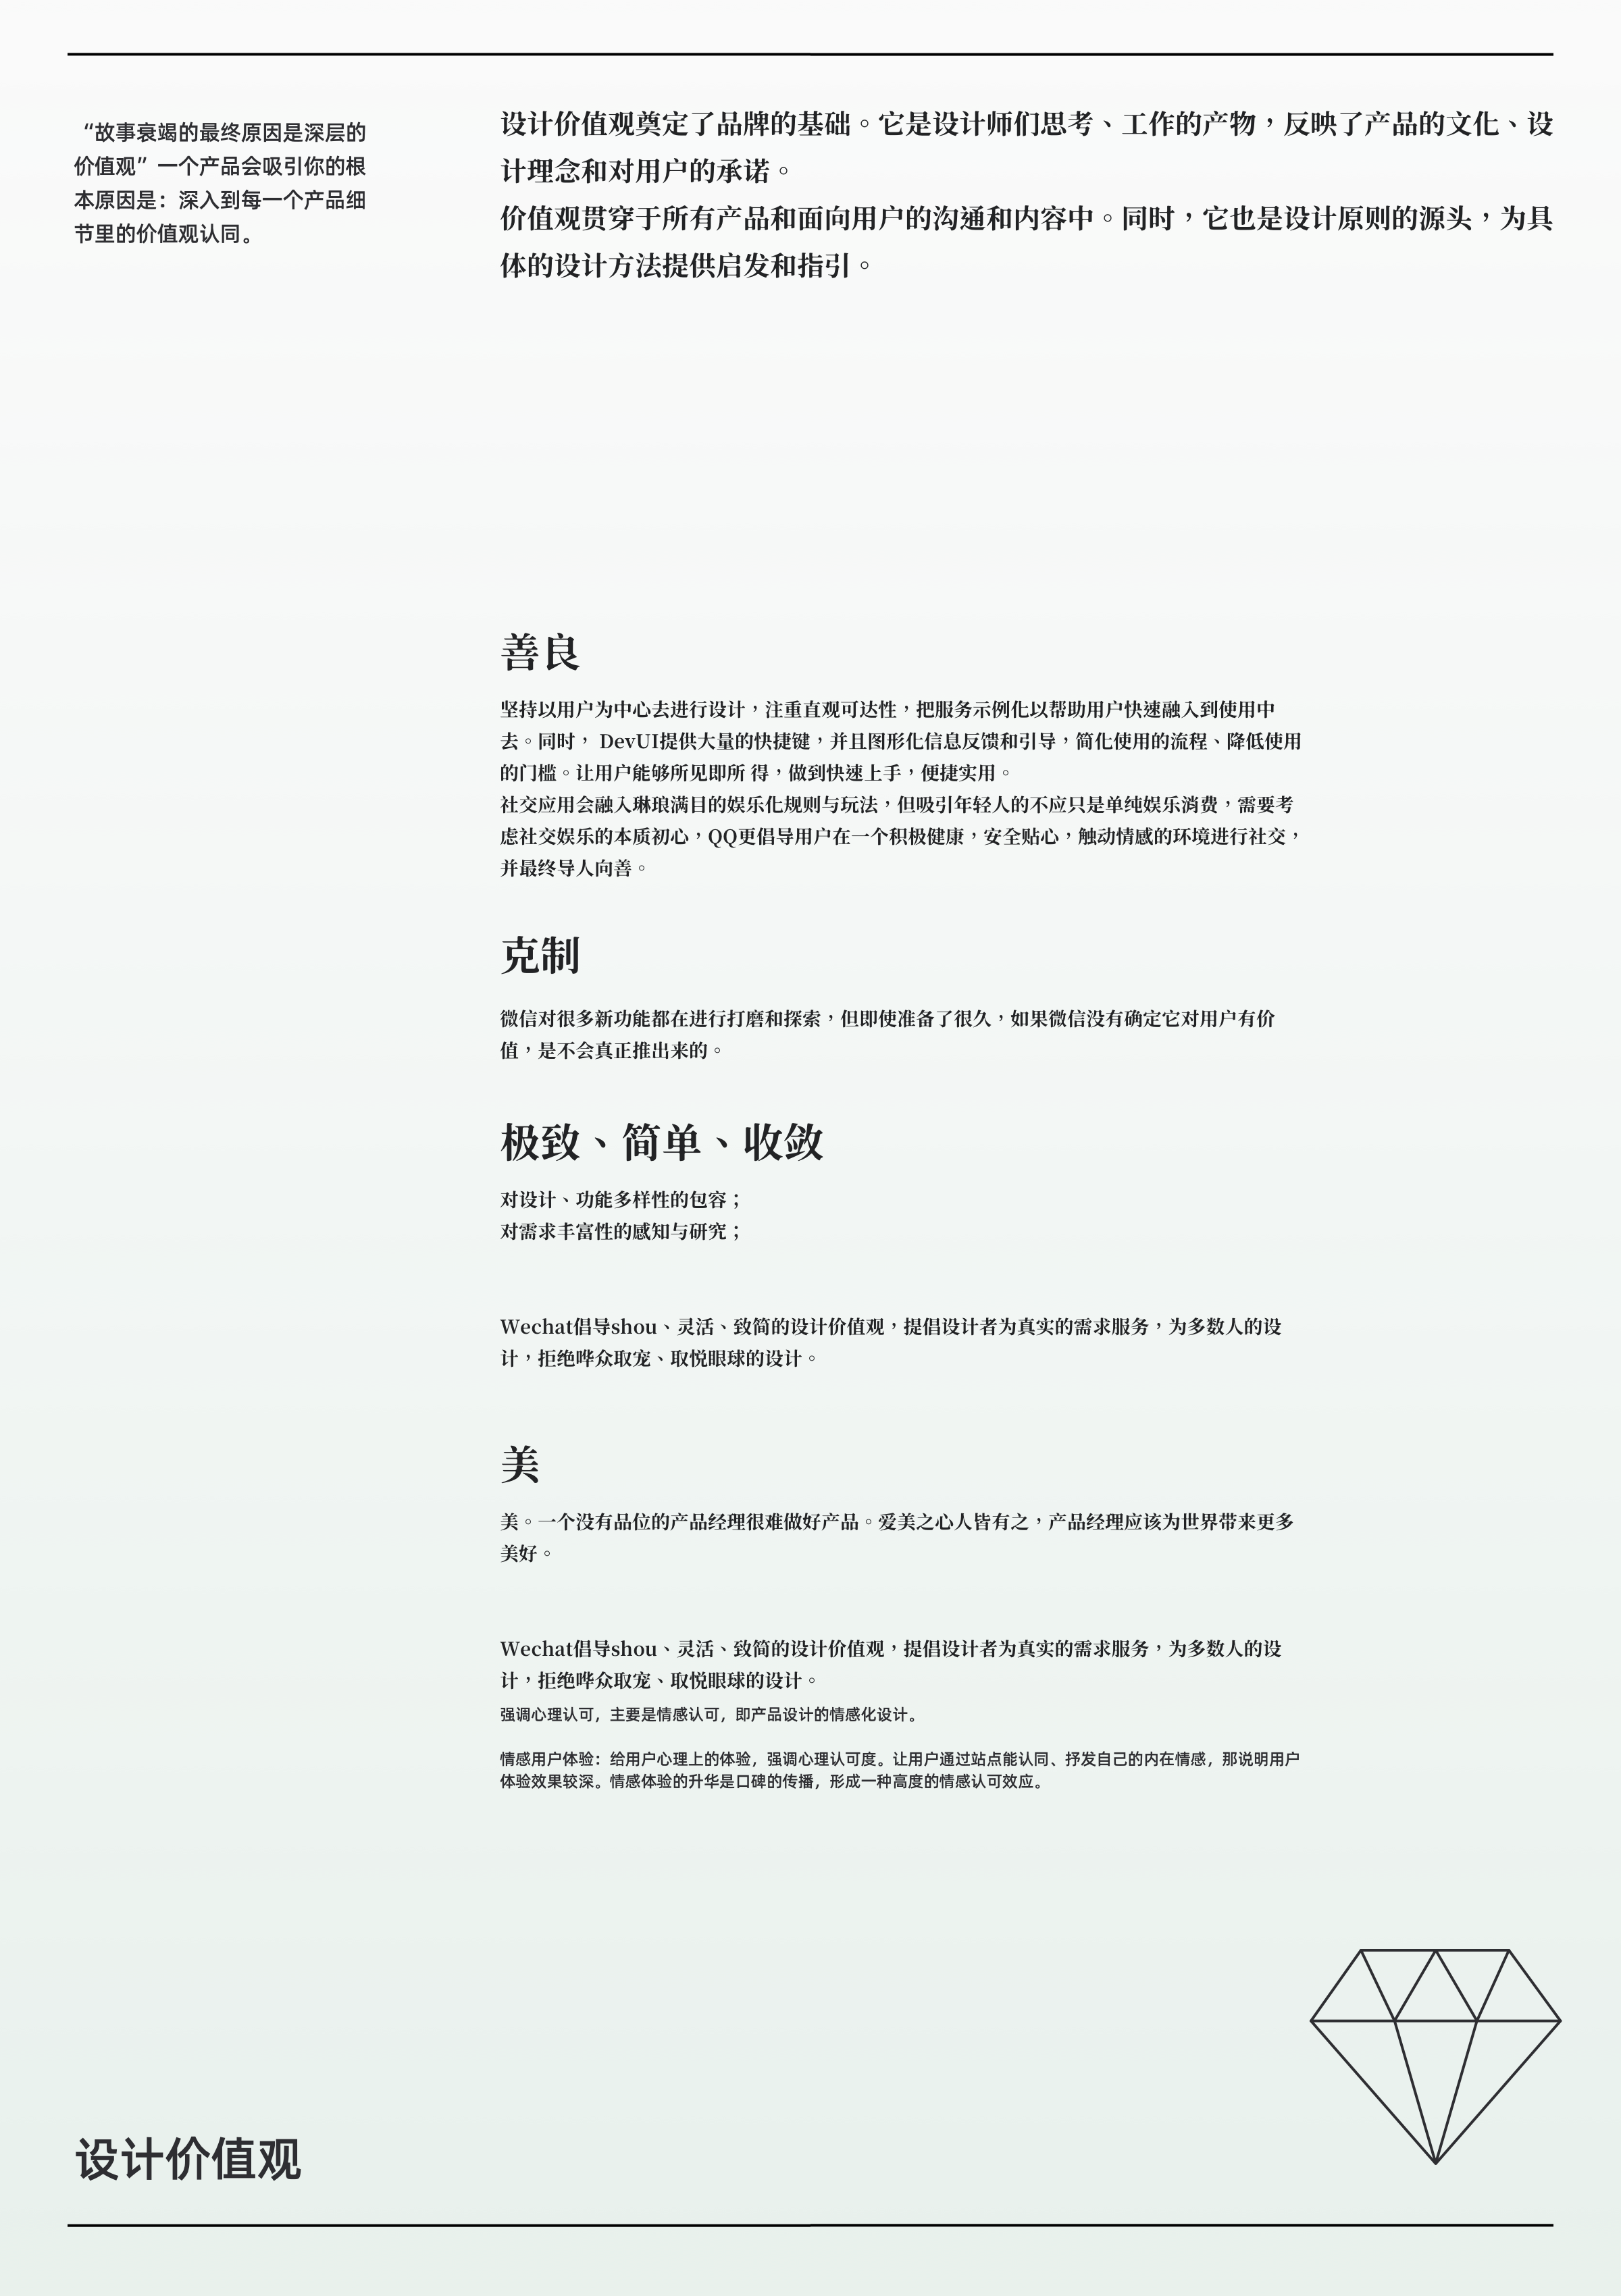 “故事衰竭的最终原因是深层的
价值观” 一个产品会吸引你的根
本原因是：深入到每一个产品细
节里的价值观认同。
设计价值观奠定了品牌的基础。它是设计师们思考、工作的产物，反映了产品的文化、设
计理念和对用户的承诺。
价值观贯穿于所有产品和面向用户的沟通和内容中。同时，它也是设计原则的源头，为具
体的设计方法提供启发和指引。
善良
坚持以用户为中心去进行设计，注重直观可达性，把服务示例化以帮助用户快速融入到使用中
去。同时， DevUI提供大量的快捷键，并且图形化信息反馈和引导，简化使用的流程、降低使用
的门槛。让用户能够所见即所 得，做到快速上手，便捷实用。
社交应用会融入琳琅满目的娱乐化规则与玩法，但吸引年轻人的不应只是单纯娱乐消费，需要考
虑社交娱乐的本质初心，QQ更倡导用户在一个积极健康，安全贴心，触动情感的环境进行社交，
并最终导人向善。
克制
微信对很多新功能都在进行打磨和探索，但即使准备了很久，如果微信没有确定它对用户有价
值，是不会真正推出来的。
极致、简单、收敛
对设计、功能多样性的包容；
对需求丰富性的感知与研究；
Wechat倡导shou、灵活、致简的设计价值观，提倡设计者为真实的需求服务，为多数人的设
计，拒绝哗众取宠、取悦眼球的设计。
美
美。一个没有品位的产品经理很难做好产品。爱美之心人皆有之，产品经理应该为世界带来更多
美好。
Wechat倡导shou、灵活、致简的设计价值观，提倡设计者为真实的需求服务，为多数人的设
计，拒绝哗众取宠、取悦眼球的设计。
强调心理认可，主要是情感认可，即产品设计的情感化设计。
情感用户体验：给用户心理上的体验，强调心理认可度。让用户通过站点能认同、抒发自己的内在情感，那说明用户
体验效果较深。情感体验的升华是口碑的传播，形成一种高度的情感认可效应。
设计价值观